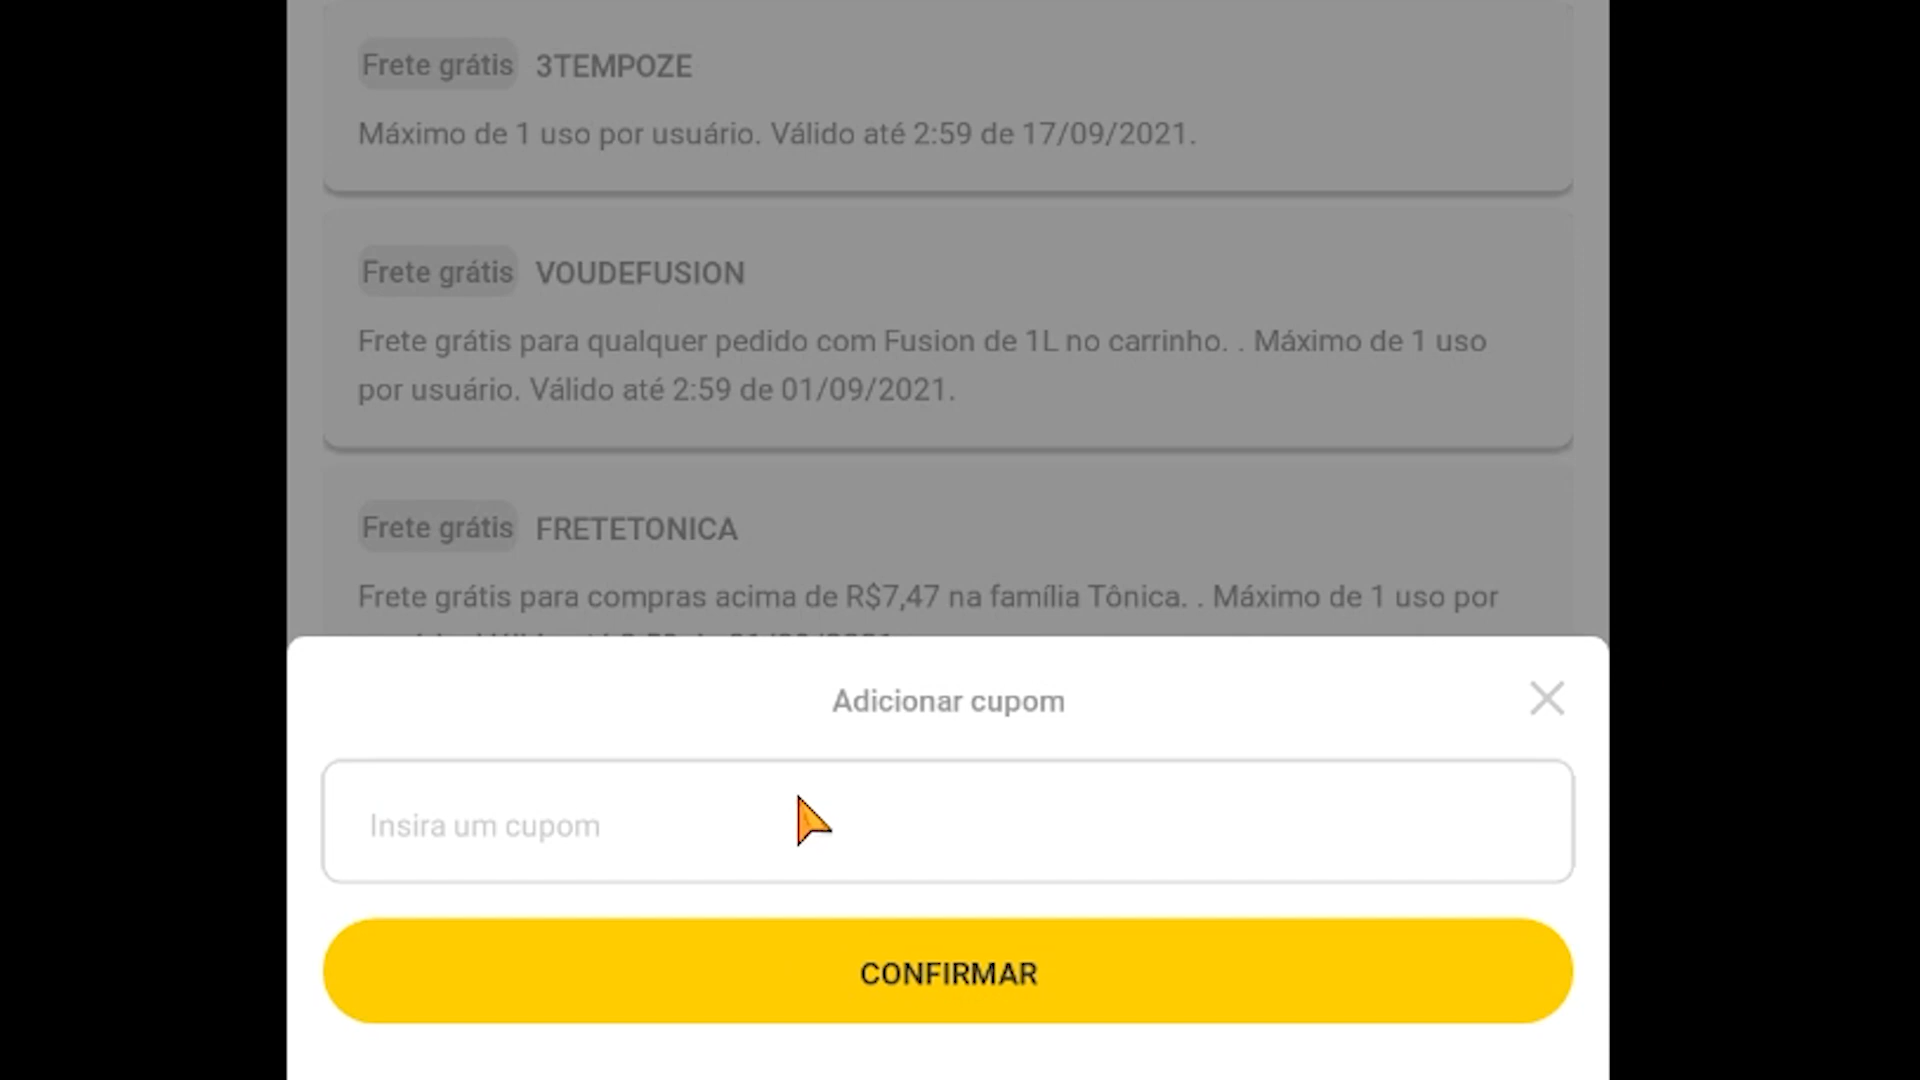 Frete grátis 3TEMPOZE
Máximo de 1 uso por usuário. Válido até 2:59 de 17/09/2021.
Frete grátis VOUDEFUSION
Frete grátis para qualquer pedido com Fusion de 1L no carrinho. . Máximo de 1 uso
por usuário. Válido até 2:59 de 01/09/2021.
Frete grátis FRETETONICA
Frete grátis para compras acima de R$7,47 na família Tônica. . Máximo de 1 uso por
Adicionar cupom
Insira um cupom
CONFIRMAR